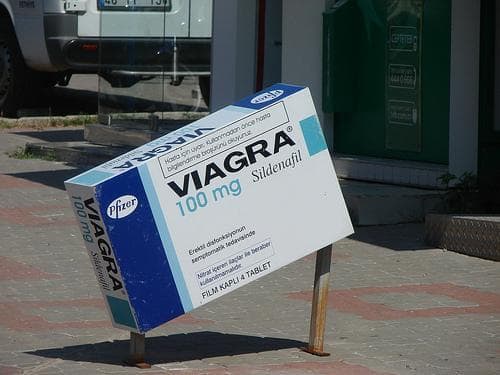 Pfizer
VIAGRA
Hasta için uyarı: Kullanmadan önce hasta
bilgilendirme broşürünü okuyunuz.
VIAGRA®
100 mg Sildenafil
Pfizer
VIAGRA
100 mg Sildenafil
Erektil disfonksiyonun
semptomatik tedavisinde
Nitrat içeren ilaçlar ile beraber
kullanılmamalıdır.
FİLM KAPLI 4 TABLET